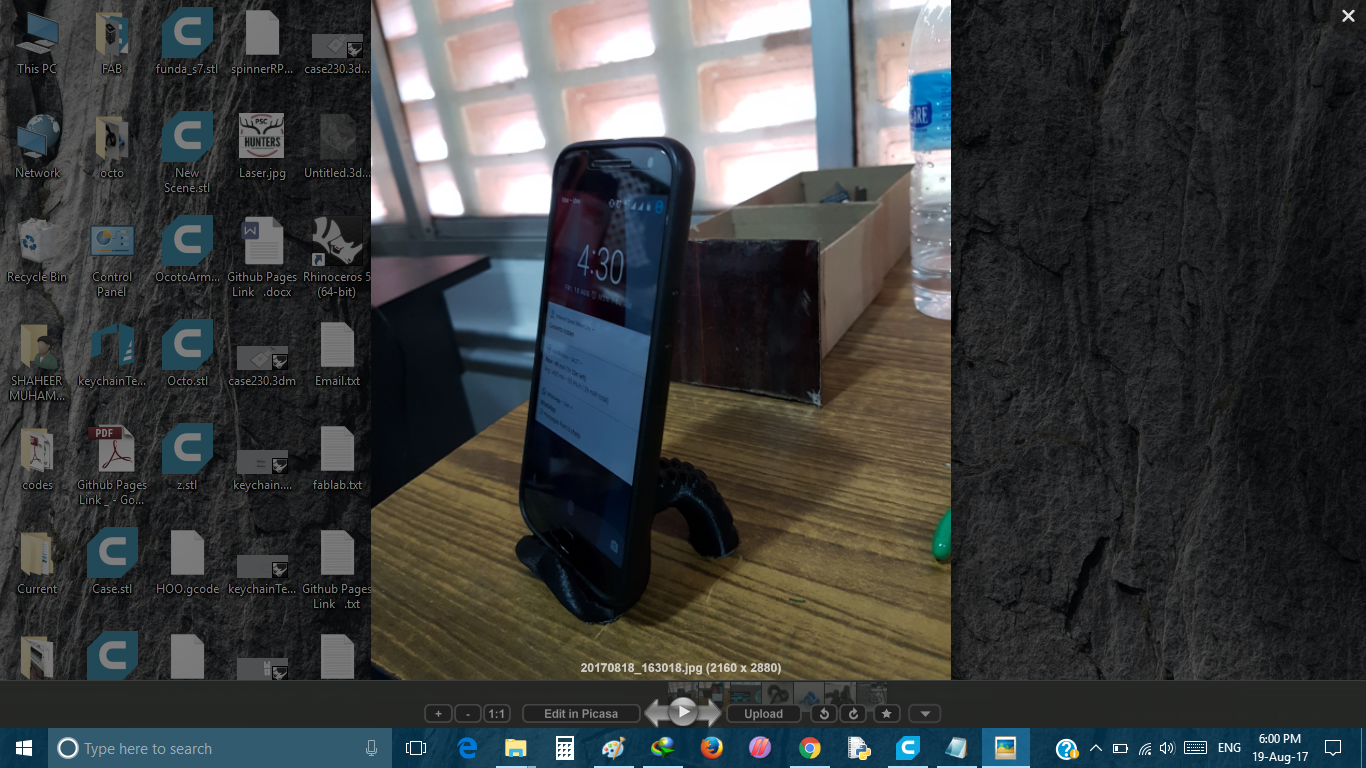 This PC
FAB
funda_s7.stl
spinnerRP...
case230.3d...
Network
octo
New
Scene.stl
PSC
HUNTERS
Laser.jpg
Untitled.3d...
Recycle Bin
Control
Panel
OcotoArm...
Github Pages
Link .docx
Rhinoceros 5
(64-bit)
SHAHEER
MUHAM...
keychainTe...
Octo.stl
case230.3dm
Email.txt
codes
PDF
Github Pages
Link_ - Go...
z.stl
keychain....
fablab.txt
Current
Case.stl
HOO.gcode
keychainTe...
Github Pages
Link .txt
4:30
20170818_163018.jpg (2160 x 2880)
+
-
1:1
Edit in Picasa
Upload
Type here to search
ENG
6:00 PM
19-Aug-17